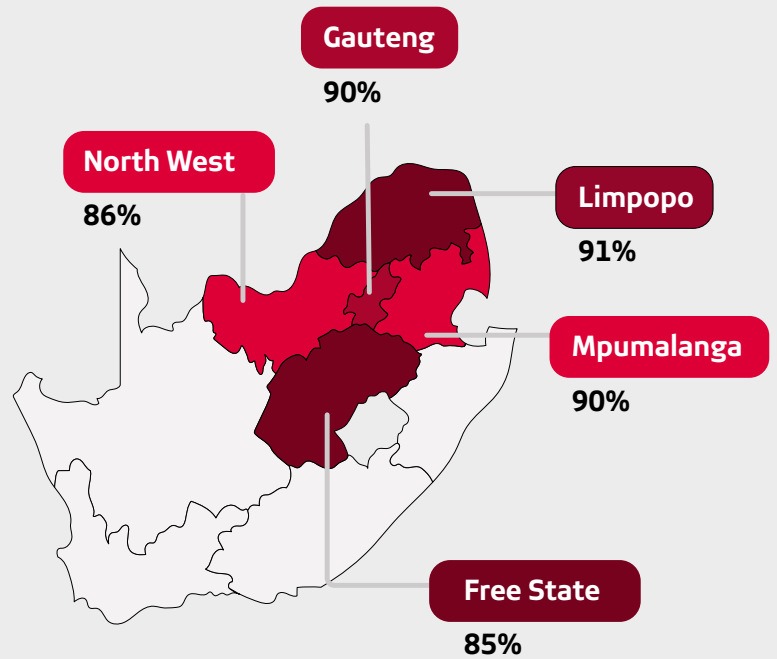 Gauteng
90%
North West
86%
Limpopo
91%
Mpumalanga
90%
Free State
85%